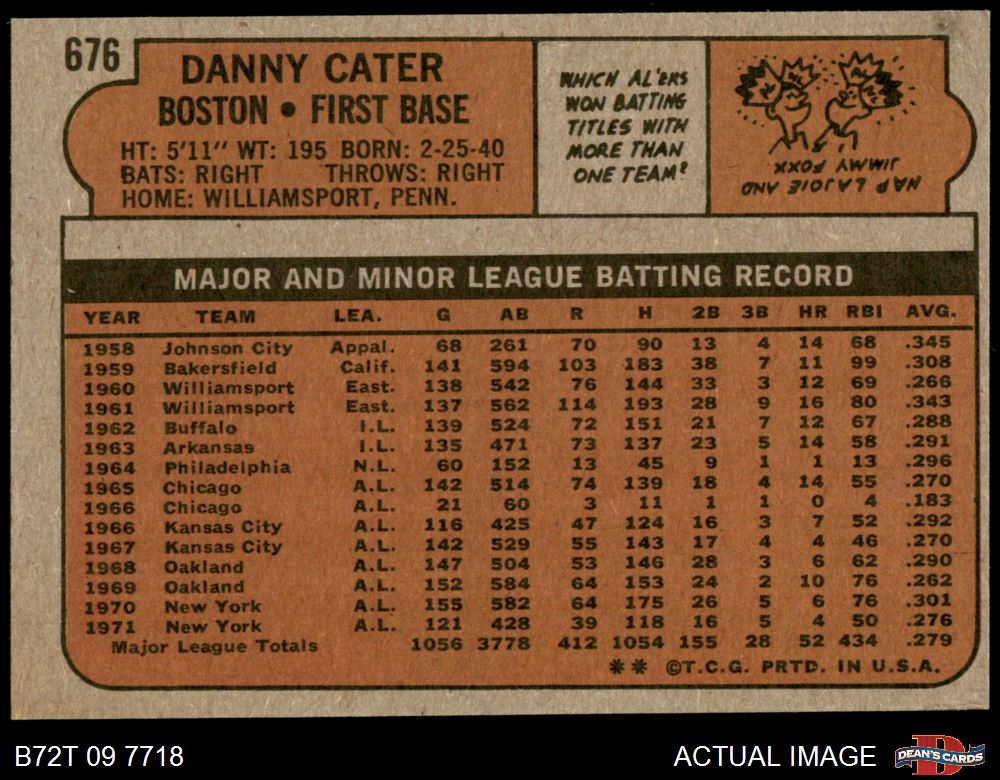 676
DANNY CATER
BOSTON • FIRST BASE
HT: 5'11" WT: 195 BORN: 2-25-40
BATS: RIGHT THROWS: RIGHT
HOME: WILLIAMSPORT, PENN.
WHICH AL'ERS
WON BATTING
TITLES WITH
MORE THAN
ONE TEAM?
NAP LAJOIE AND
JIMMY FOXX
MAJOR AND MINOR LEAGUE BATTING RECORD
YEAR TEAM LEA. G AB R H 2B 3B HR RBI AVG.
1958 Johnson City Appal. 68 261 70 90 13 4 14 68 .345
1959 Bakersfield Calif. 141 594 103 183 38 7 11 99 .308
1960 Williamsport East. 138 542 76 144 33 3 12 69 .266
1961 Williamsport East. 137 562 114 193 28 9 16 80 .343
1962 Buffalo I.L. 139 524 72 151 21 7 12 67 .288
1963 Arkansas I.L. 135 471 73 137 23 5 14 58 .291
1964 Philadelphia N.L. 60 152 13 45 9 1 1 13 .296
1965 Chicago A.L. 142 514 74 139 18 4 14 55 .270
1966 Chicago A.L. 21 60 3 11 1 1 0 4 .183
1966 Kansas City A.L. 116 425 47 124 16 3 7 52 .292
1967 Kansas City A.L. 142 529 55 143 17 4 4 46 .270
1968 Oakland A.L. 147 504 53 146 28 3 6 62 .290
1969 Oakland A.L. 152 584 64 153 24 2 10 76 .262
1970 New York A.L. 155 582 64 175 26 5 6 76 .301
1971 New York A.L. 121 428 39 118 16 5 4 50 .276
Major League Totals 1056 3778 412 1054 155 28 52 434 .279
** ©T.C.G. PRTD. IN U.S.A.
B72T 09 7718
ACTUAL IMAGE
DEAN'S CARDS